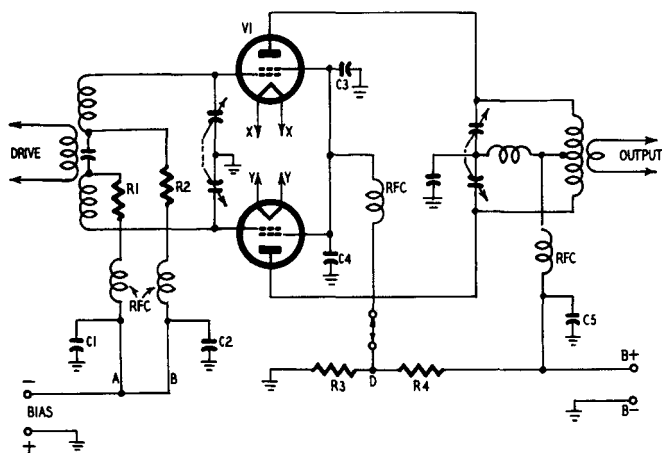 V1
C3
X X
DRIVE
R1
R2
Y Y
RFC
OUTPUT
C4
RFC
RFC
C1
C2
C5
A
B
R3
D
R4
B+
−
BIAS
+
B−